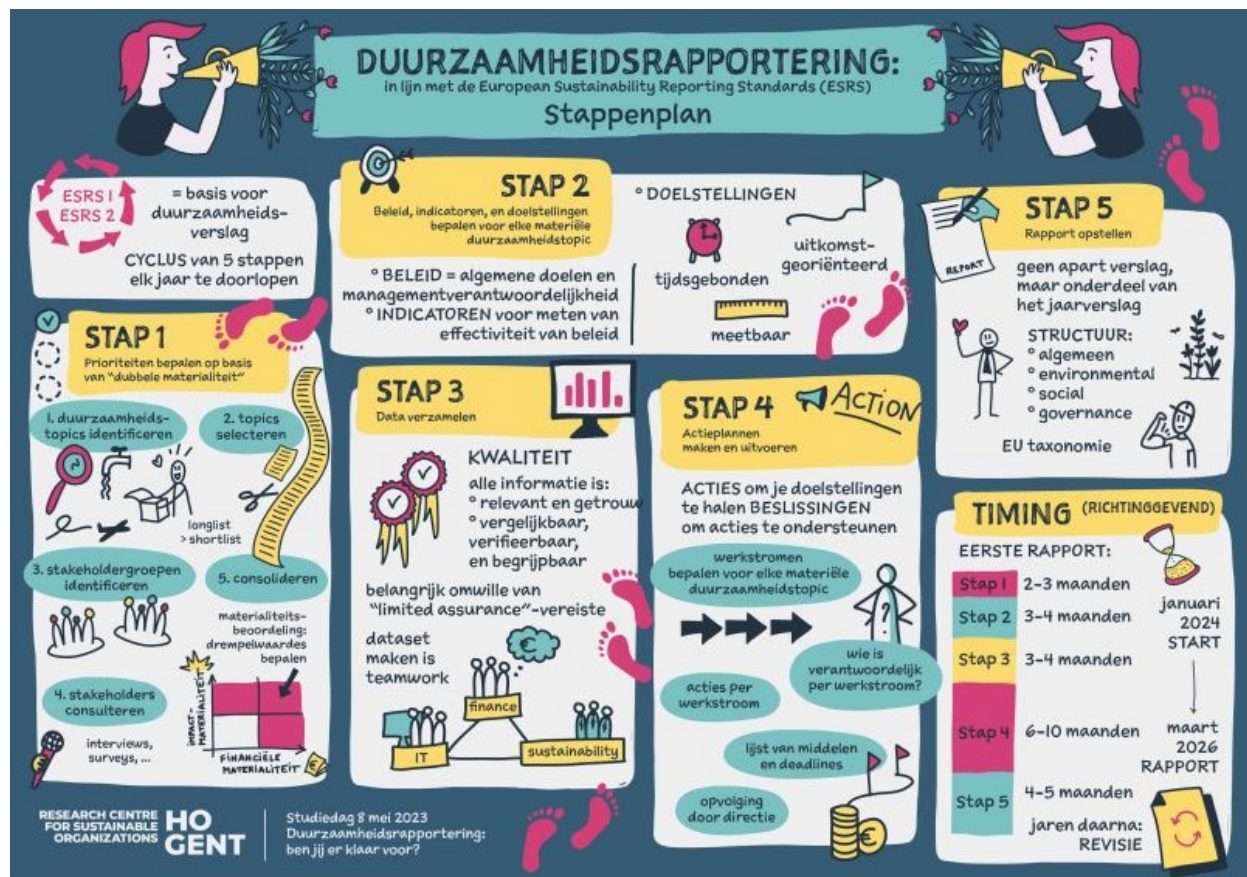 DUURZAAMHEIDSRAPPORTERING:
in lijn met de European Sustainability Reporting Standards (ESRS)
Stappenplan
ESRS 1
ESRS 2
= basis voor
duurzaamheids-
verslag
CYCLUS van 5 stappen
elk jaar te doorlopen
STAP 1
Prioriteiten bepalen op basis
van "dubbele materialiteit"
1. duurzaamheids-
topics identificeren
2. topics
selecteren
longlist
> shortlist
3. stakeholdergroepen
identificeren
5. consolideren
materialiteits-
beoordeling:
drempelwaardes
bepalen
4. stakeholders
consulteren
interviews,
surveys, ...
IMPACT-
MATERIALITEIT
FINANCIËLE
MATERIALITEIT
€
STAP 2
Beleid, indicatoren, en doelstellingen
bepalen voor elke materiële
duurzaamheidstopic
° BELEID = algemene doelen en
managementverantwoordelijkheid
° INDICATOREN voor meten van
effectiviteit van beleid
° DOELSTELLINGEN
tijdsgebonden
uitkomst-
georiënteerd
meetbaar
STAP 3
Data verzamelen
KWALITEIT
alle informatie is:
° relevant en getrouw
° vergelijkbaar,
verifieerbaar,
en begrijpbaar
belangrijk omwille van
"limited assurance"-vereiste
dataset
maken is
teamwork
€
finance
IT
sustainability
STAP 4
ACTION
Actieplannen
maken en uitvoeren
ACTIES om je doelstellingen
te halen BESLISSINGEN
om acties te ondersteunen
werkstromen
bepalen voor elke materiële
duurzaamheidstopic
?
wie is
verantwoordelijk
per werkstroom?
acties per
werkstroom
lijst van middelen
en deadlines
opvolging
door directie
€
REPORT
STAP 5
Rapport opstellen
geen apart verslag,
maar onderdeel van
het jaarverslag
STRUCTUUR:
° algemeen
° environmental
° social
° governance
EU taxonomie
TIMING (RICHTINGGEVEND)
EERSTE RAPPORT:
Stap 1 2-3 maanden
Stap 2 3-4 maanden
Stap 3 3-4 maanden
Stap 4 6-10 maanden
Stap 5 4-5 maanden
januari
2024
START
maart
2026
RAPPORT
jaren daarna:
REVISIE
RESEARCH CENTRE
FOR SUSTAINABLE
ORGANIZATIONS
HO
GENT
Studiedag 8 mei 2023
Duurzaamheidsrapportering:
ben jij er klaar voor?